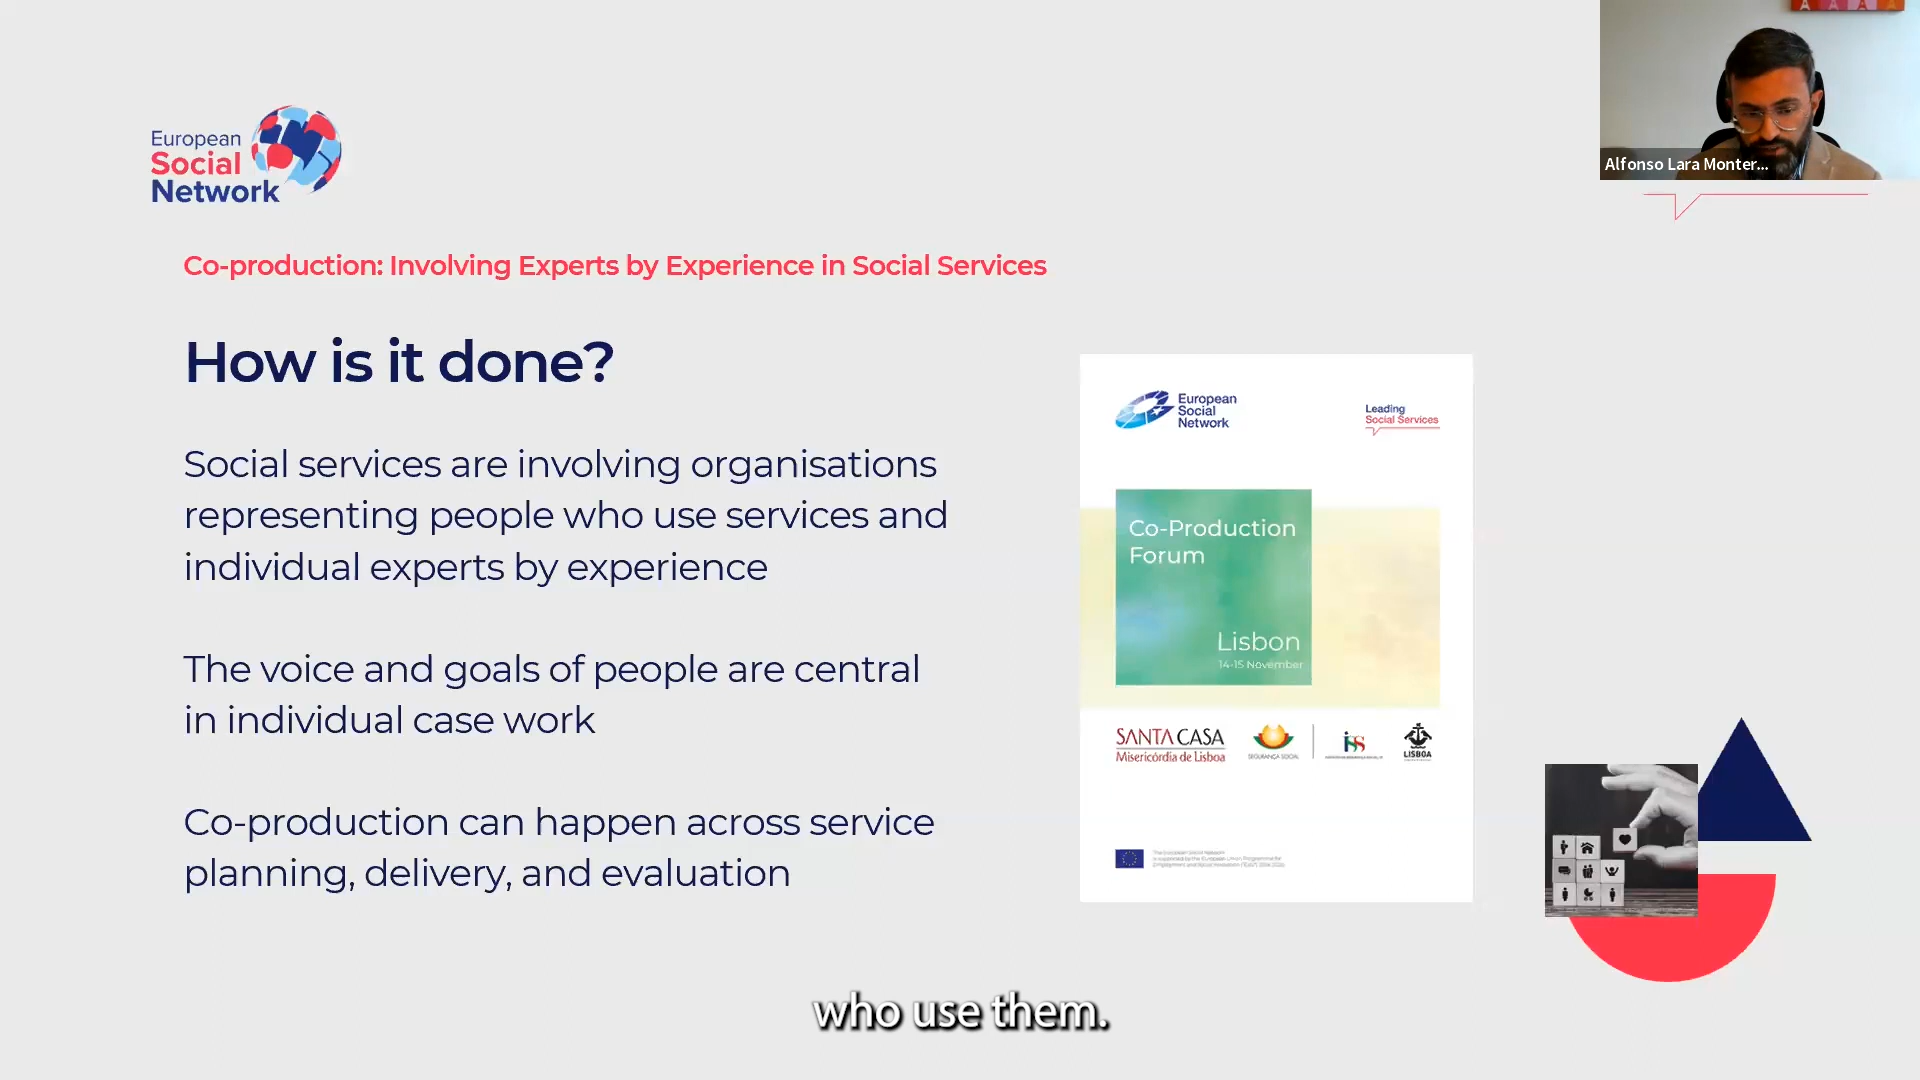 European
Social
Network
Alfonso Lara Monter...
Co-production: Involving Experts by Experience in Social Services
How is it done?
Social services are involving organisations
representing people who use services and
individual experts by experience
The voice and goals of people are central
in individual case work
Co-production can happen across service
planning, delivery, and evaluation
European
Social
Network
Leading
Social Services
Co-Production
Forum
Lisbon
14-15 November
SANTA CASA
Misericórdia de Lisboa
SEGURANÇA SOCIAL
iss
LISBOA
who use them.